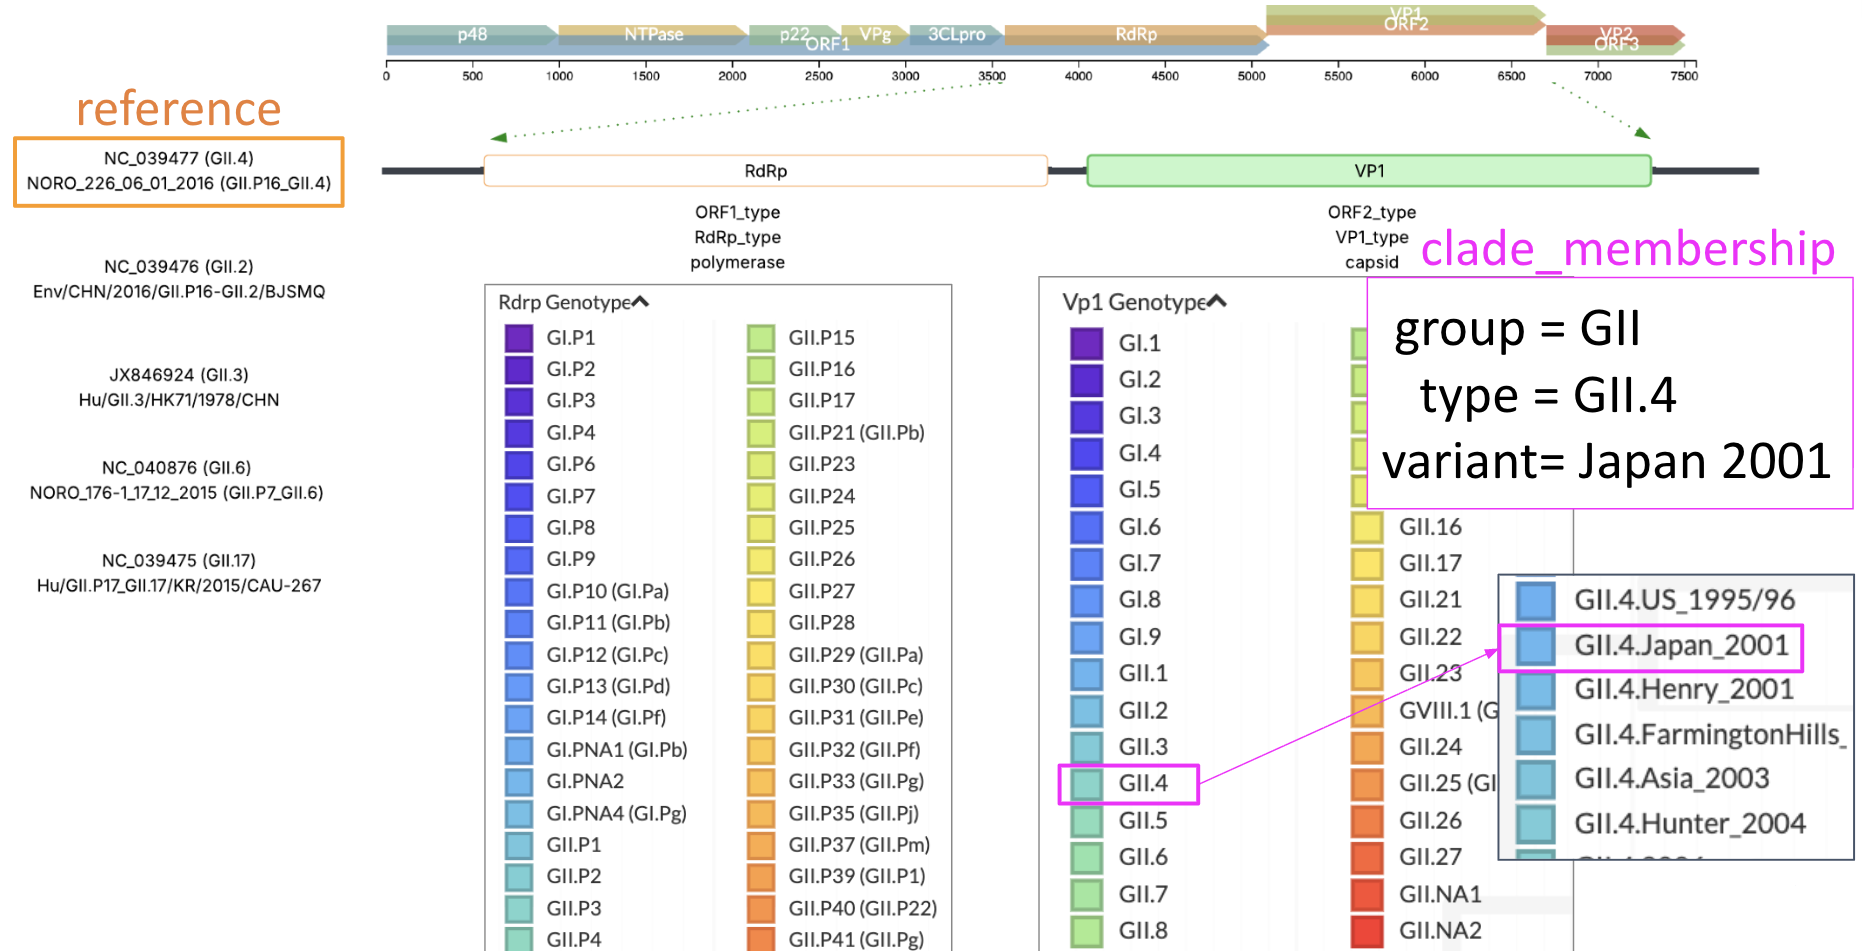 VP1
ORF2
p48
NTPase
p22
VPg
3CLpro
RdRp
VP2
ORF1
ORF3
0
500
1000
1500
2000
2500
3000
3500
4000
4500
5000
5500
6000
6500
7000
7500
reference
NC_039477 (GII.4)
NORO_226_06_01_2016 (GII.P16_GII.4)
RdRp
VP1
ORF1_type
RdRp_type
polymerase
ORF2_type
VP1_type
capsid
clade_membership
NC_039476 (GII.2)
Env/CHN/2016/GII.P16-GII.2/BJSMQ
JX846924 (GII.3)
Hu/GII.3/HK71/1978/CHN
NC_040876 (GII.6)
NORO_176-1_17_12_2015 (GII.P7_GII.6)
NC_039475 (GII.17)
Hu/GII.P17_GII.17/KR/2015/CAU-267
Rdrp Genotype
GI.P1
GI.P2
GI.P3
GI.P4
GI.P6
GI.P7
GI.P8
GI.P9
GI.P10 (GI.Pa)
GI.P11 (GI.Pb)
GI.P12 (GI.Pc)
GI.P13 (GI.Pd)
GI.P14 (GI.Pf)
GI.PNA1 (GI.Pb)
GI.PNA2
GI.PNA4 (GI.Pg)
GII.P1
GII.P2
GII.P3
GII.P4
GII.P15
GII.P16
GII.P17
GII.P21 (GII.Pb)
GII.P23
GII.P24
GII.P25
GII.P26
GII.P27
GII.P28
GII.P29 (GII.Pa)
GII.P30 (GII.Pc)
GII.P31 (GII.Pe)
GII.P32 (GII.Pf)
GII.P33 (GII.Pg)
GII.P35 (GII.Pj)
GII.P37 (GII.Pm)
GII.P39 (GII.P1)
GII.P40 (GII.P22)
GII.P41 (GII.Pg)
Vp1 Genotype
GI.1
GI.2
GI.3
GI.4
GI.5
GI.6
GI.7
GI.8
GI.9
GII.1
GII.2
GII.3
GII.4
GII.5
GII.6
GII.7
GII.8
group = GII
type = GII.4
variant= Japan 2001
GII.16
GII.17
GII.21
GII.22
GII.23
GVIII.1 (G
GII.24
GII.25 (GI
GII.26
GII.27
GII.NA1
GII.NA2
GII.4.US_1995/96
GII.4.Japan_2001
GII.4.Henry_2001
GII.4.FarmingtonHills_
GII.4.Asia_2003
GII.4.Hunter_2004